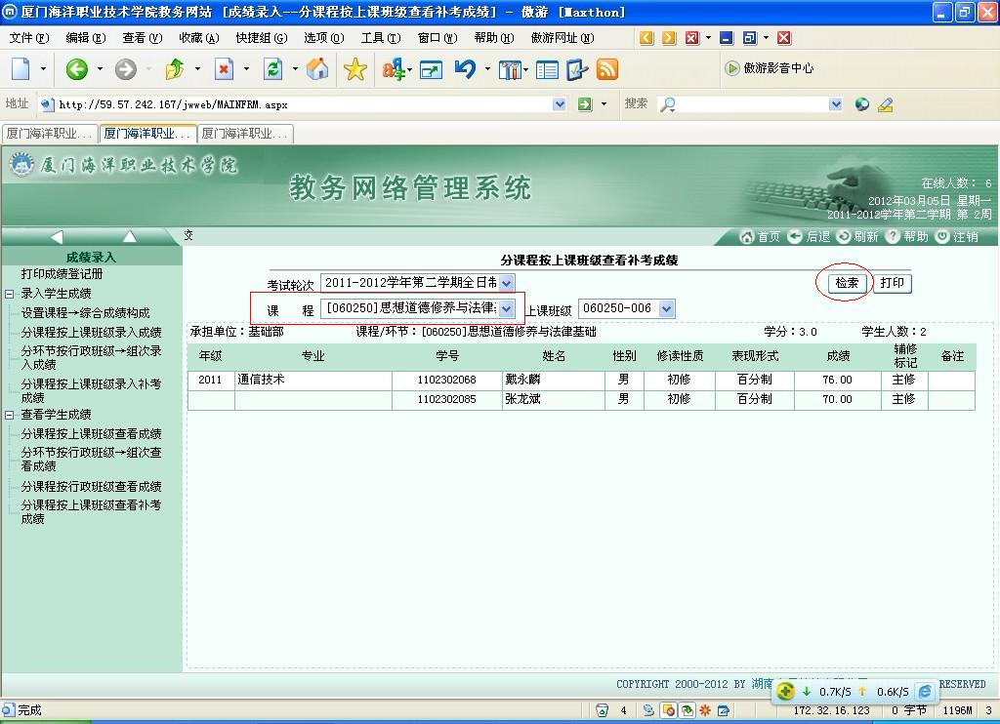 厦门海洋职业技术学院教务网站 [成绩录入--分课程按上课班级查看补考成绩] - 傲游 [Maxthon]
文件(F) 编辑(E) 查看(V) 收藏(A) 快捷组(G) 选项(O) 工具(T) 窗口(W) 帮助(H) 傲游网址(N)
傲游影音中心
地址 http://59.57.242.167/jwweb/MAINFRM.aspx 搜索
厦门海洋职业... 厦门海洋职业... 厦门海洋职业...
厦门海洋职业技术学院
教务网络管理系统
在线人数: 6
2012年03月05日 星期一
2011-2012学年第二学期 第 2周
交 首页 后退 刷新 帮助 注销
成绩录入
打印成绩登记册
录入学生成绩
设置课程→综合成绩构成
分课程按上课班级录入成绩
分环节按行政班级→组次录
入成绩
分课程按上课班级录入补考
成绩
查看学生成绩
分课程按上课班级查看成绩
分环节按行政班级→组次查
看成绩
分课程按行政班级查看成绩
分课程按上课班级查看补考
成绩
分课程按上课班级查看补考成绩
考试轮次 2011-2012学年第二学期全日制 检索 打印
课 程 [060250]思想道德修养与法律 上课班级 060250-006
承担单位：基础部 课程/环节：[060250]思想道德修养与法律基础 学分：3.0 学生人数：2
年级 专业 学号 姓名 性别 修读性质 表现形式 成绩 辅修标记 备注
2011 通信技术 1102302068 戴永麟 男 初修 百分制 76.00 主修
1102302085 张龙斌 男 初修 百分制 70.00 主修
COPYRIGHT 2000-2012 BY 湖南 RESERVED
0.7K/S 0.6K/S
完成 4 172.32.16.123 0 字节 1196M 3